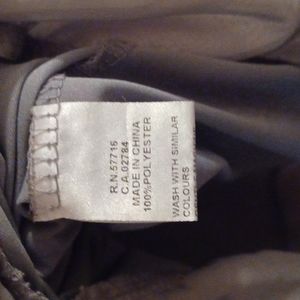 R.N.57716
C.A.02784
MADE IN CHINA
100%POLYESTER
WASH WITH SIMILAR
COLOURS